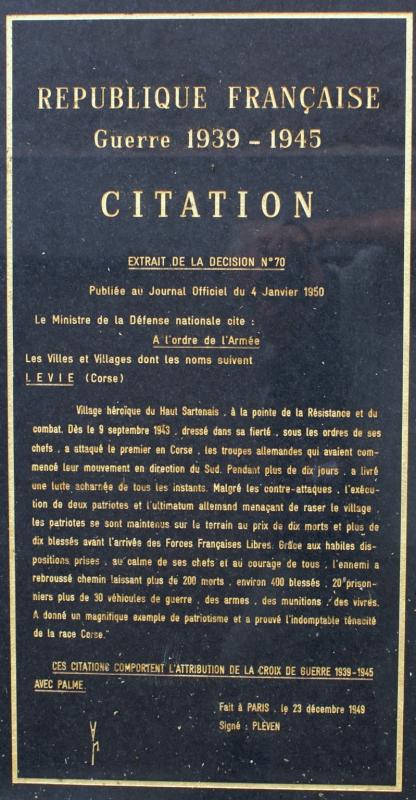 REPUBLIQUE FRANÇAISE
Guerre 1939 - 1945
CITATION
EXTRAIT DE LA DECISION N°70
Publiée au Journal Officiel du 4 Janvier 1950
Le Ministre de la Défense nationale cite :
A l'ordre de l'Armée
Les Villes et Villages dont les noms suivent
LEVIE (Corse)
Village héroïque du Haut Sartenais , à la pointe de la Résistance et du
combat. Dès le 9 septembre 1943 , dressé dans sa fierté , sous les ordres de ses
chefs , a attaqué le premier en Corse , les troupes allemandes qui avaient com-
mencé leur mouvement en direction du Sud. Pendant plus de dix jours , a livré
une lutte acharnée de tous les instants. Malgré les contre-attaques , l'exécu-
tion de deux patriotes et l'ultimatum allemand menaçant de raser le village ,
les patriotes se sont maintenus sur le terrain au prix de dix morts et plus de
dix blessés avant l'arrivée des Forces Françaises Libres. Grâce aux habiles dis-
positions prises , au calme de ses chefs et au courage de tous , l'ennemi a
rebroussé chemin laissant plus de 200 morts , environ 400 blessés , 20 prison-
niers plus de 30 véhicules de guerre , des armes , des munitions , des vivres.
A donné un magnifique exemple de patriotisme et a prouvé l'indomptable ténacité
de la race Corse."
CES CITATIONS COMPORTENT L'ATTRIBUTION DE LA CROIX DE GUERRE 1939-1945
AVEC PALME.
Fait à PARIS , le 23 décembre 1949
Signé : PLEVEN